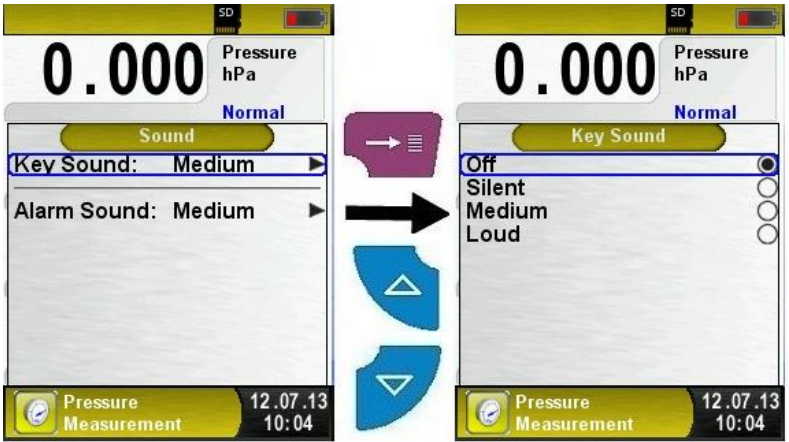 SD
0.000
Pressure
hPa
Normal
Sound
Key Sound: Medium
Alarm Sound: Medium
Pressure
Measurement
12.07.13
10:04
SD
0.000
Pressure
hPa
Normal
Key Sound
Off
Silent
Medium
Loud
Pressure
Measurement
12.07.13
10:04